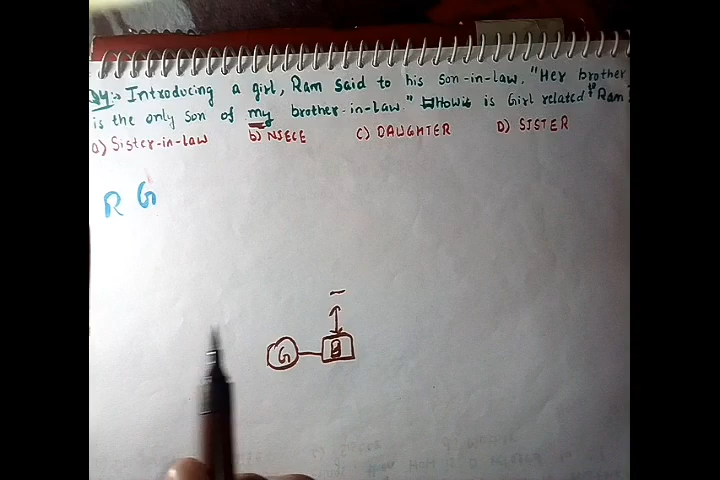 Q4:- Introducing a girl, Ram said to his son-in-law, "Her brother
is the only son of my brother-in-law" How is Girl related to Ram?
a) Sister-in-law b) NIECE C) DAUGHTER D) SISTER
R G
G B